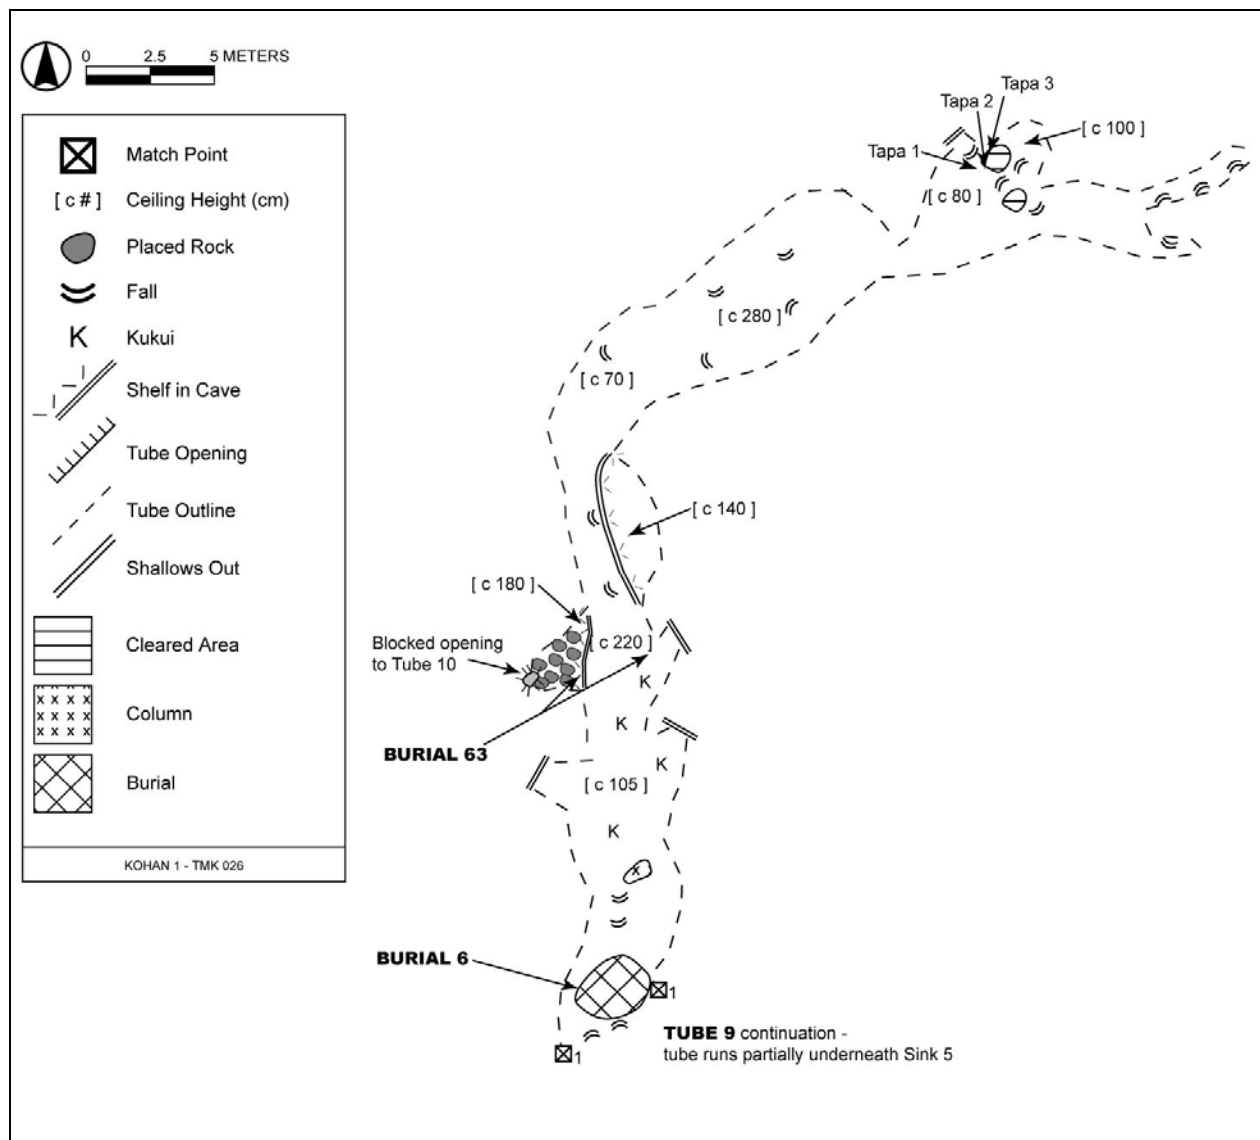 0 2.5 5 METERS
Match Point
[ c # ] Ceiling Height (cm)
Placed Rock
Fall
K Kukui
Shelf in Cave
Tube Opening
Tube Outline
Shallows Out
Cleared Area
Column
Burial
KOHAN 1 - TMK 026
Tapa 3
Tapa 2
Tapa 1
[ c 100 ]
[ c 80 ]
[ c 280 ]
[ c 70 ]
[ c 140 ]
[ c 180 ]
[ c 220 ]
Blocked opening
to Tube 10
K
K
BURIAL 63
K
[ c 105 ]
K
x
BURIAL 6
1
1
TUBE 9 continuation -
tube runs partially underneath Sink 5